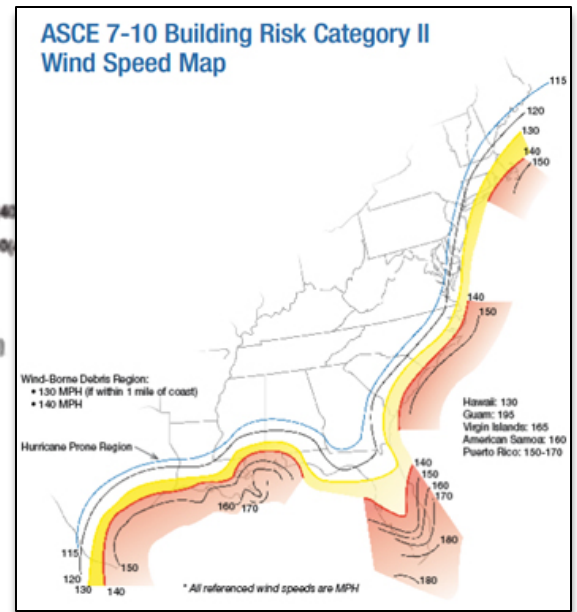 ASCE 7-10 Building Risk Category II
Wind Speed Map
115
120
130
140
150
140
150
Wind-Borne Debris Region:
• 130 MPH (if within 1 mile of coast)
• 140 MPH
Hurricane Prone Region
Hawaii: 130
Guam: 195
Virgin Islands: 165
American Samoa: 160
Puerto Rico: 150-170
140
150
160
170
160
170
180
180
115
120
130
140
150
* All referenced wind speeds are MPH